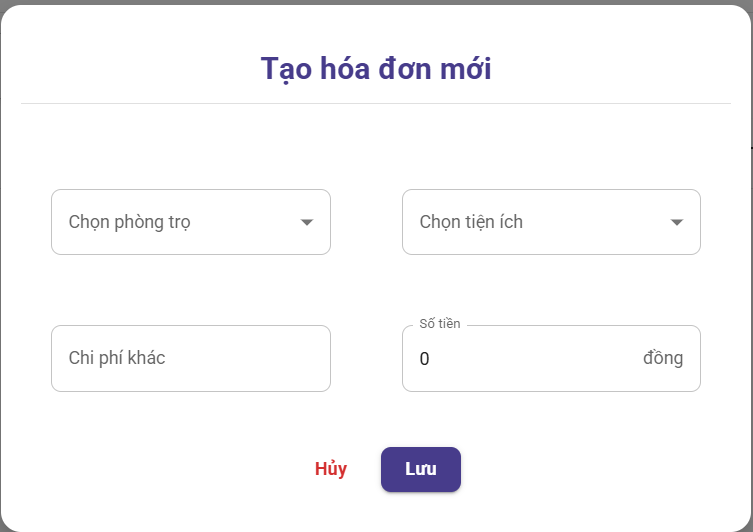 Tạo hóa đơn mới
Chọn phòng trọ
Chọn tiện ích
Chi phí khác
Số tiền
0 đồng
Hủy
Lưu